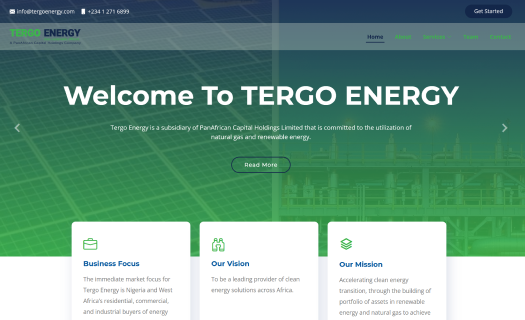 info@tergoenergy.com +234 1 271 6899 Get Started
TERGO ENERGY
Home About Services Team Contact
Welcome To TERGO ENERGY
Tergo Energy is a subsidiary of PanAfrican Capital Holdings Limited that is committed to the utilization of
natural gas and renewable energy.
Read More
Business Focus
The immediate market focus for
Tergo Energy is Nigeria and West
Africa's residential, commercial,
and industrial buyers of energy
Our Vision
To be a leading provider of clean
energy solutions across Africa.
Our Mission
Accelerating clean energy
transition, through the building of
portfolio of assets in renewable
energy and natural gas to achieve